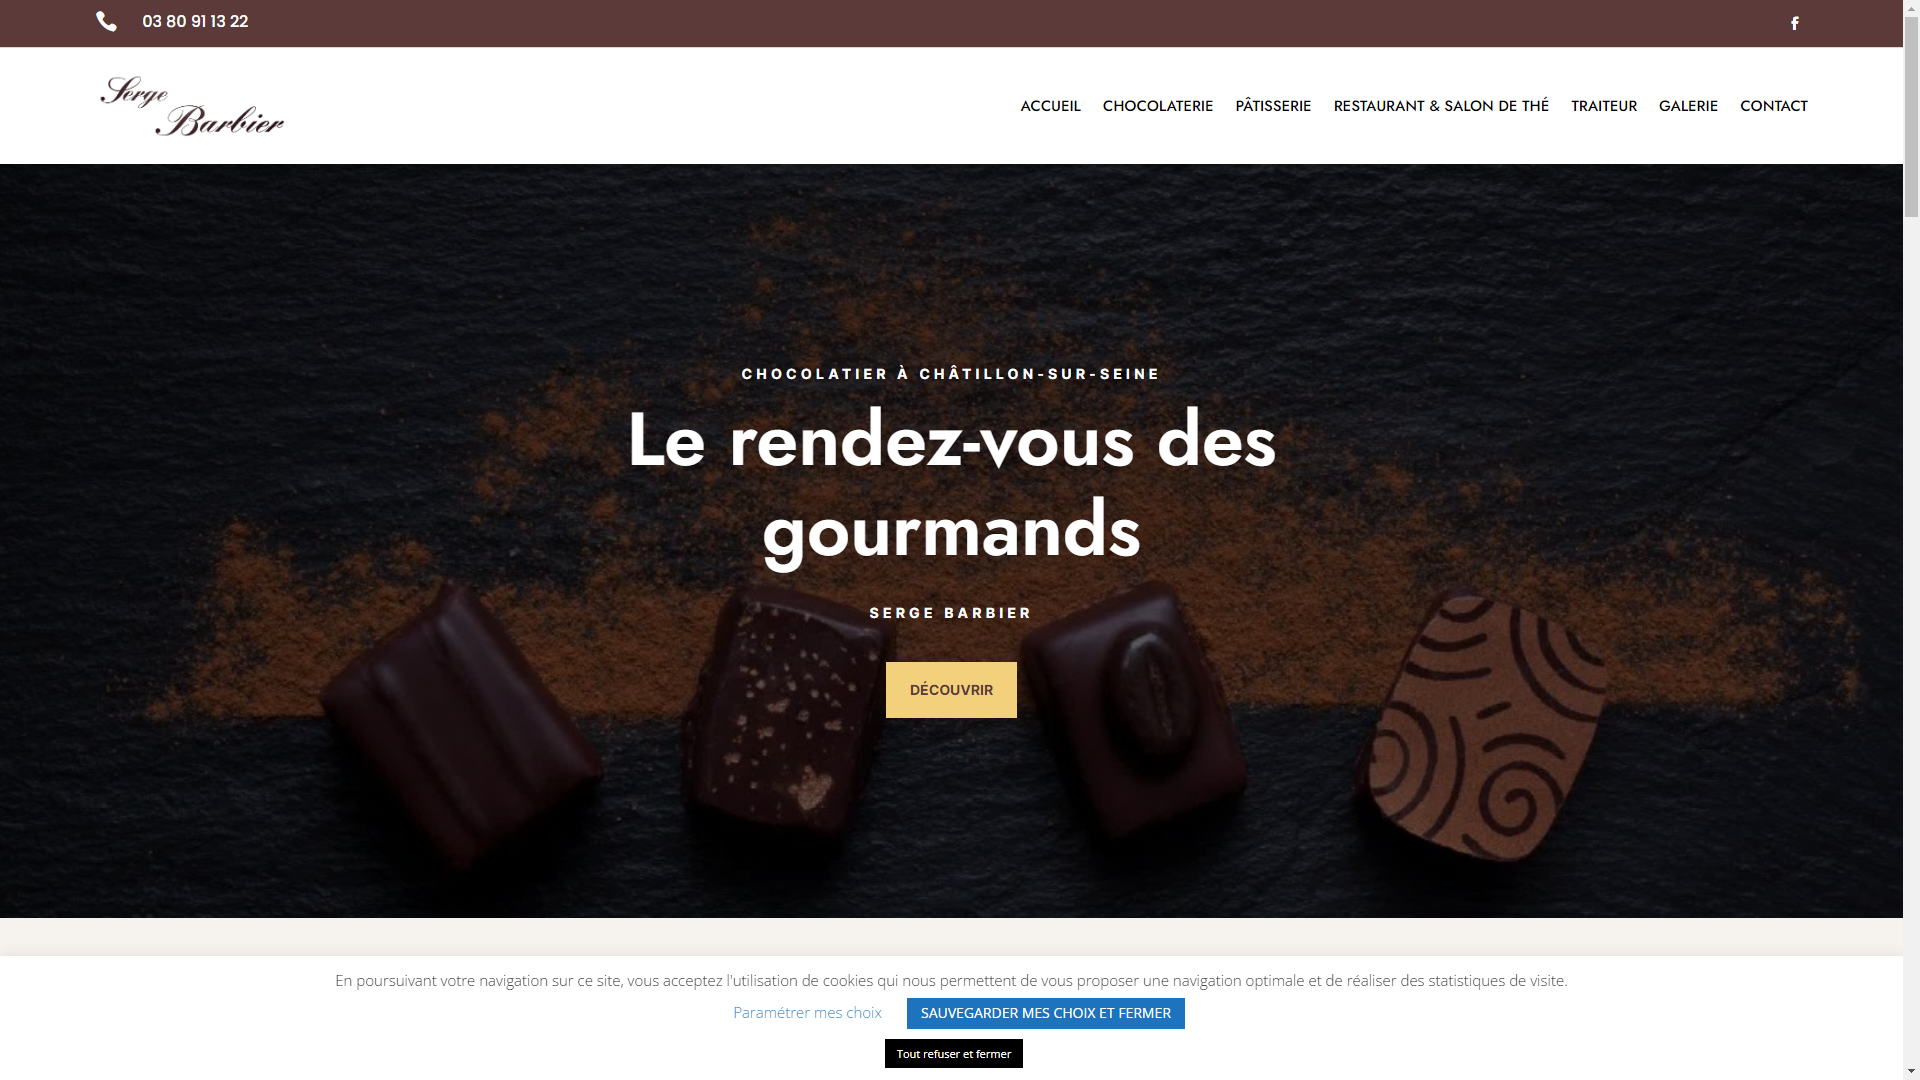 03 80 91 13 22
Serge
Barbier
ACCUEIL CHOCOLATERIE PÂTISSERIE RESTAURANT & SALON DE THÉ TRAITEUR GALERIE CONTACT
CHOCOLATIER À CHÂTILLON-SUR-SEINE
Le rendez-vous des
gourmands
SERGE BARBIER
DÉCOUVRIR
En poursuivant votre navigation sur ce site, vous acceptez l'utilisation de cookies qui nous permettent de vous proposer une navigation optimale et de réaliser des statistiques de visite.
Paramétrer mes choix SAUVEGARDER MES CHOIX ET FERMER
Tout refuser et fermer